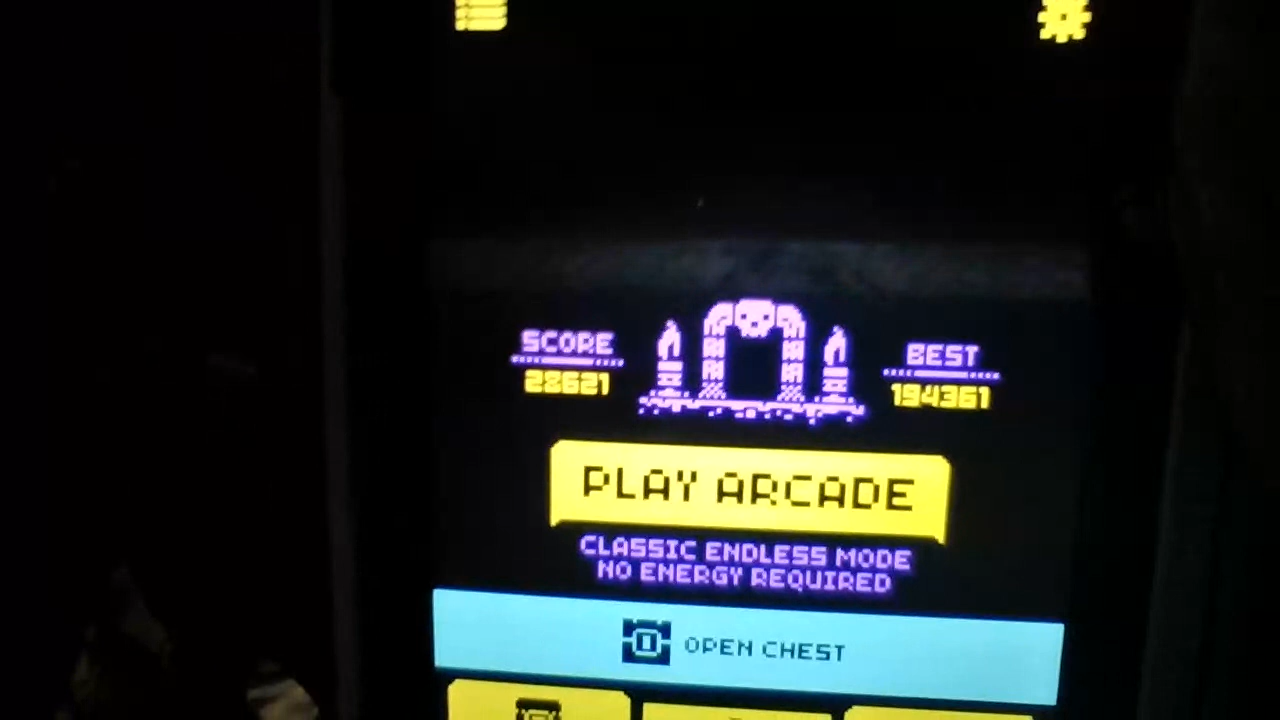 SCORE
28621
BEST
194361
PLAY ARCADE
CLASSIC ENDLESS MODE
NO ENERGY REQUIRED
OPEN CHEST